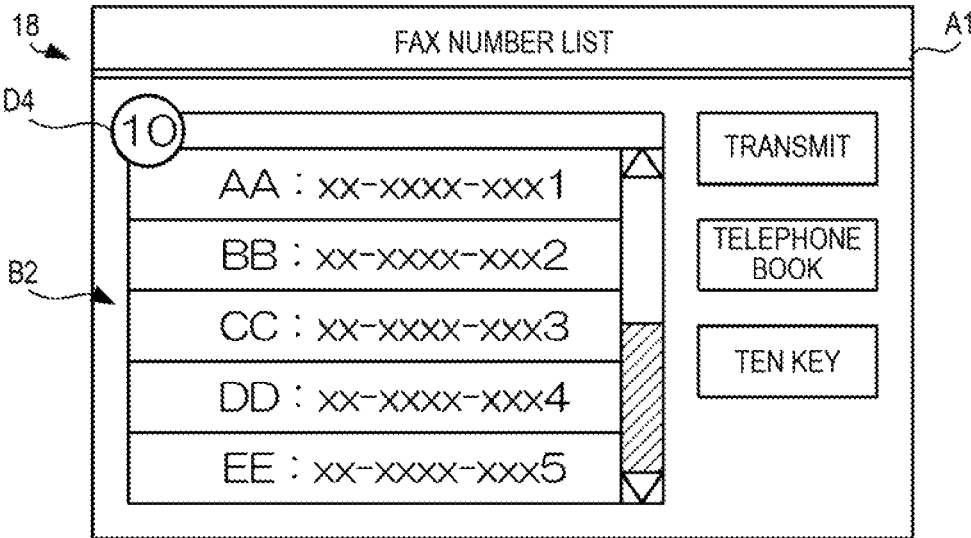 18
FAX NUMBER LIST
A1
D4
10
TRANSMIT
AA : xx-xxxx-xxx1
BB : xx-xxxx-xxx2
TELEPHONE
BOOK
B2
CC : xx-xxxx-xxx3
TEN KEY
DD : xx-xxxx-xxx4
EE : xx-xxxx-xxx5